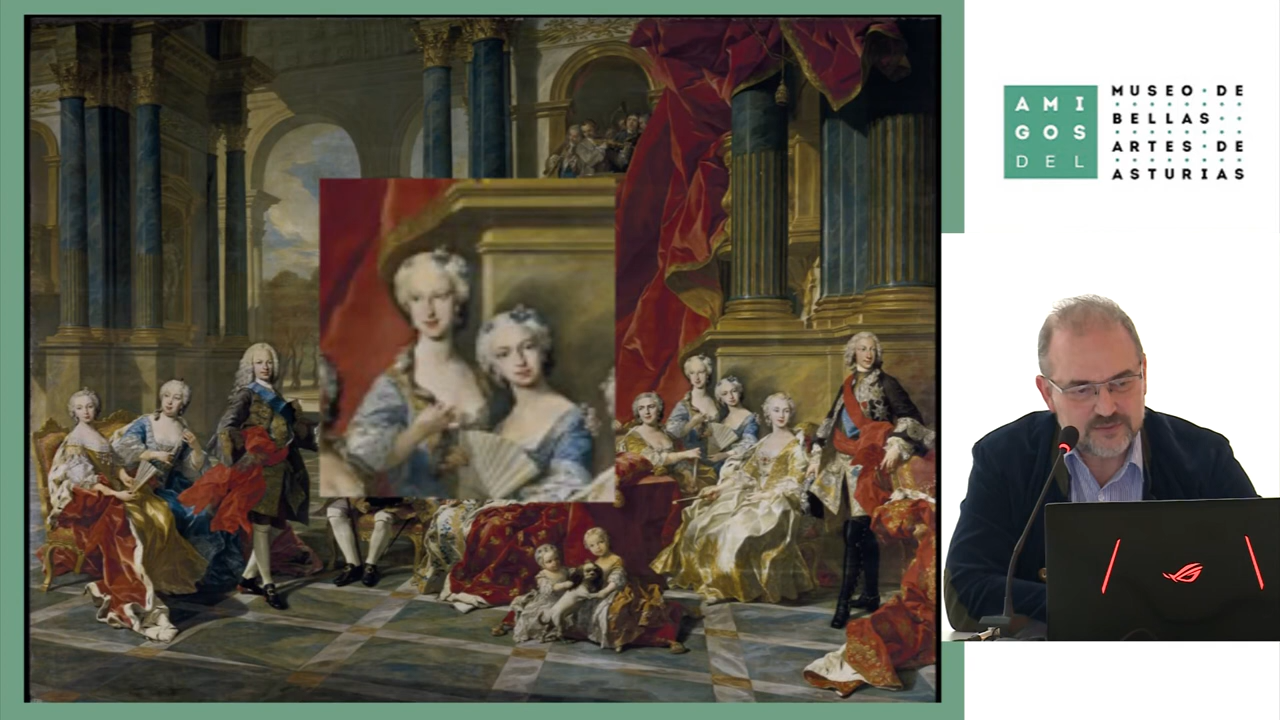 AMI
GOS
DEL
MUSEO DE
BELLAS
ARTES DE
ASTURIAS